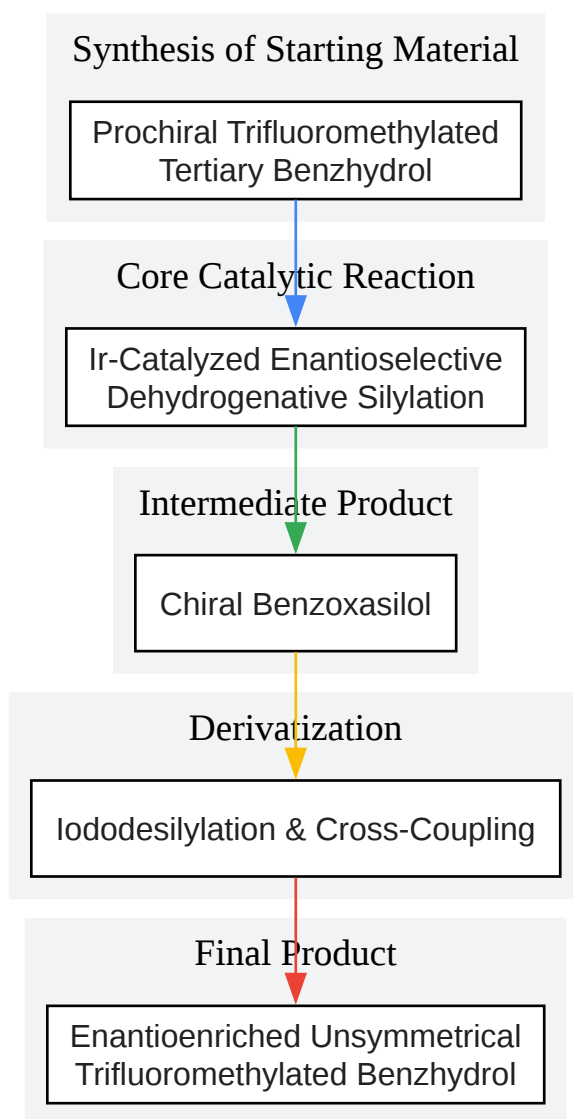 Synthesis of Starting Material
Prochiral Trifluoromethylated
Tertiary Benzhydrol
Core Catalytic Reaction
Ir-Catalyzed Enantioselective
Dehydrogenative Silylation
Intermediate Product
Chiral Benzoxasilol
Derivatization
Iododesilylation & Cross-Coupling
Final Product
Enantioenriched Unsymmetrical
Trifluoromethylated Benzhydrol